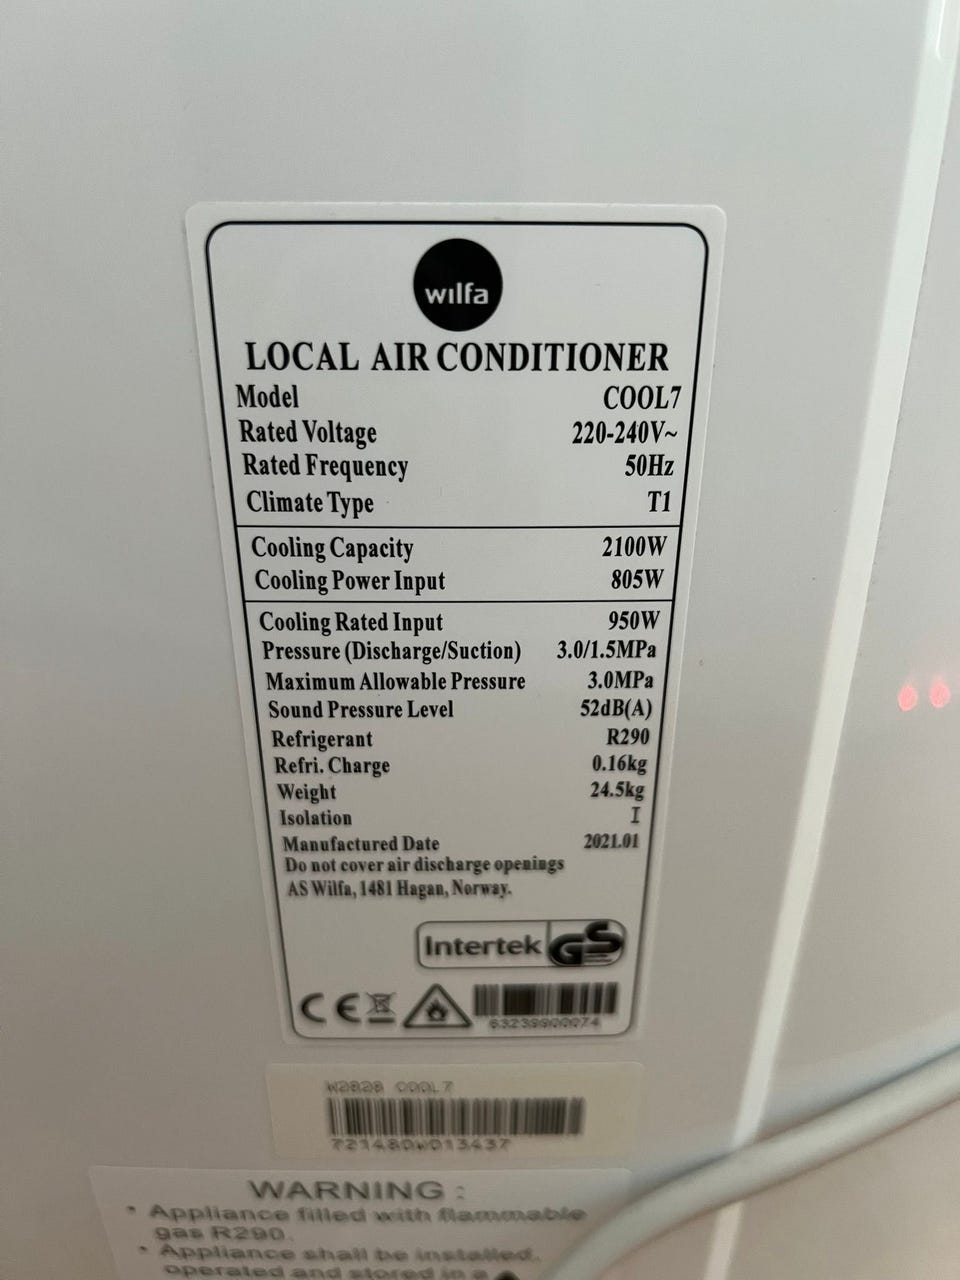 wilfa
LOCAL AIR CONDITIONER
Model COOL7
Rated Voltage 220-240V~
Rated Frequency 50Hz
Climate Type T1
Cooling Capacity 2100W
Cooling Power Input 805W
Cooling Rated Input 950W
Pressure (Discharge/Suction) 3.0/1.5MPa
Maximum Allowable Pressure 3.0MPa
Sound Pressure Level 52dB(A)
Refrigerant R290
Refri. Charge 0.16kg
Weight 24.5kg
Isolation I
Manufactured Date 2021.01
Do not cover air discharge openings
AS Wilfa, 1481 Hagan, Norway.
Intertek GS
CE
63239900074
W2828 COOL7
721480W013437
WARNING :
• Appliance filled with flammable
gas R290.
• Appliance shall be installed,
operated and stored in a